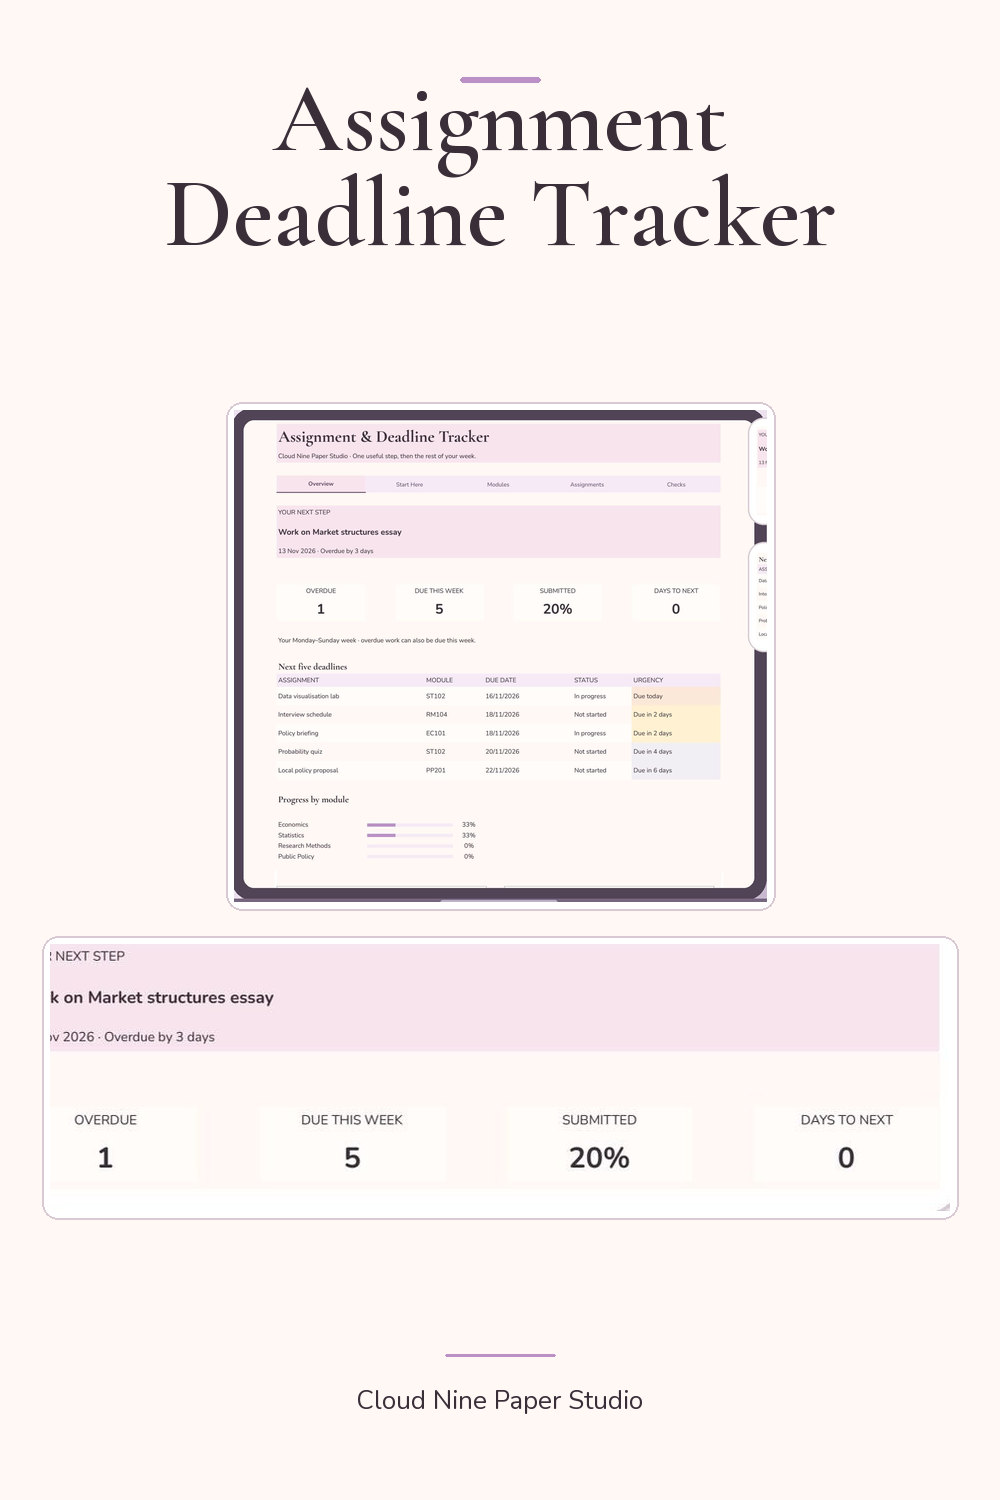 Assignment
Deadline Tracker
Assignment & Deadline Tracker
Cloud Nine Paper Studio · One useful step, then the rest of your week.
Overview Start Here Modules Assignments Checks
YOUR NEXT STEP
Work on Market structures essay
13 Nov 2026 · Overdue by 3 days
OVERDUE DUE THIS WEEK SUBMITTED DAYS TO NEXT
1 5 20% 0
Your Monday–Sunday week · overdue work can also be due this week.
Next five deadlines
ASSIGNMENT MODULE DUE DATE STATUS URGENCY
Data visualisation lab ST102 16/11/2026 In progress Due today
Interview schedule RM104 18/11/2026 Not started Due in 2 days
Policy briefing EC101 18/11/2026 In progress Due in 2 days
Probability quiz ST102 20/11/2026 Not started Due in 4 days
Local policy proposal PP201 22/11/2026 Not started Due in 6 days
Progress by module
Economics 33%
Statistics 33%
Research Methods 0%
Public Policy 0%
NEXT STEP
k on Market structures essay
ov 2026 · Overdue by 3 days
OVERDUE DUE THIS WEEK SUBMITTED DAYS TO NEXT
1 5 20% 0
Cloud Nine Paper Studio